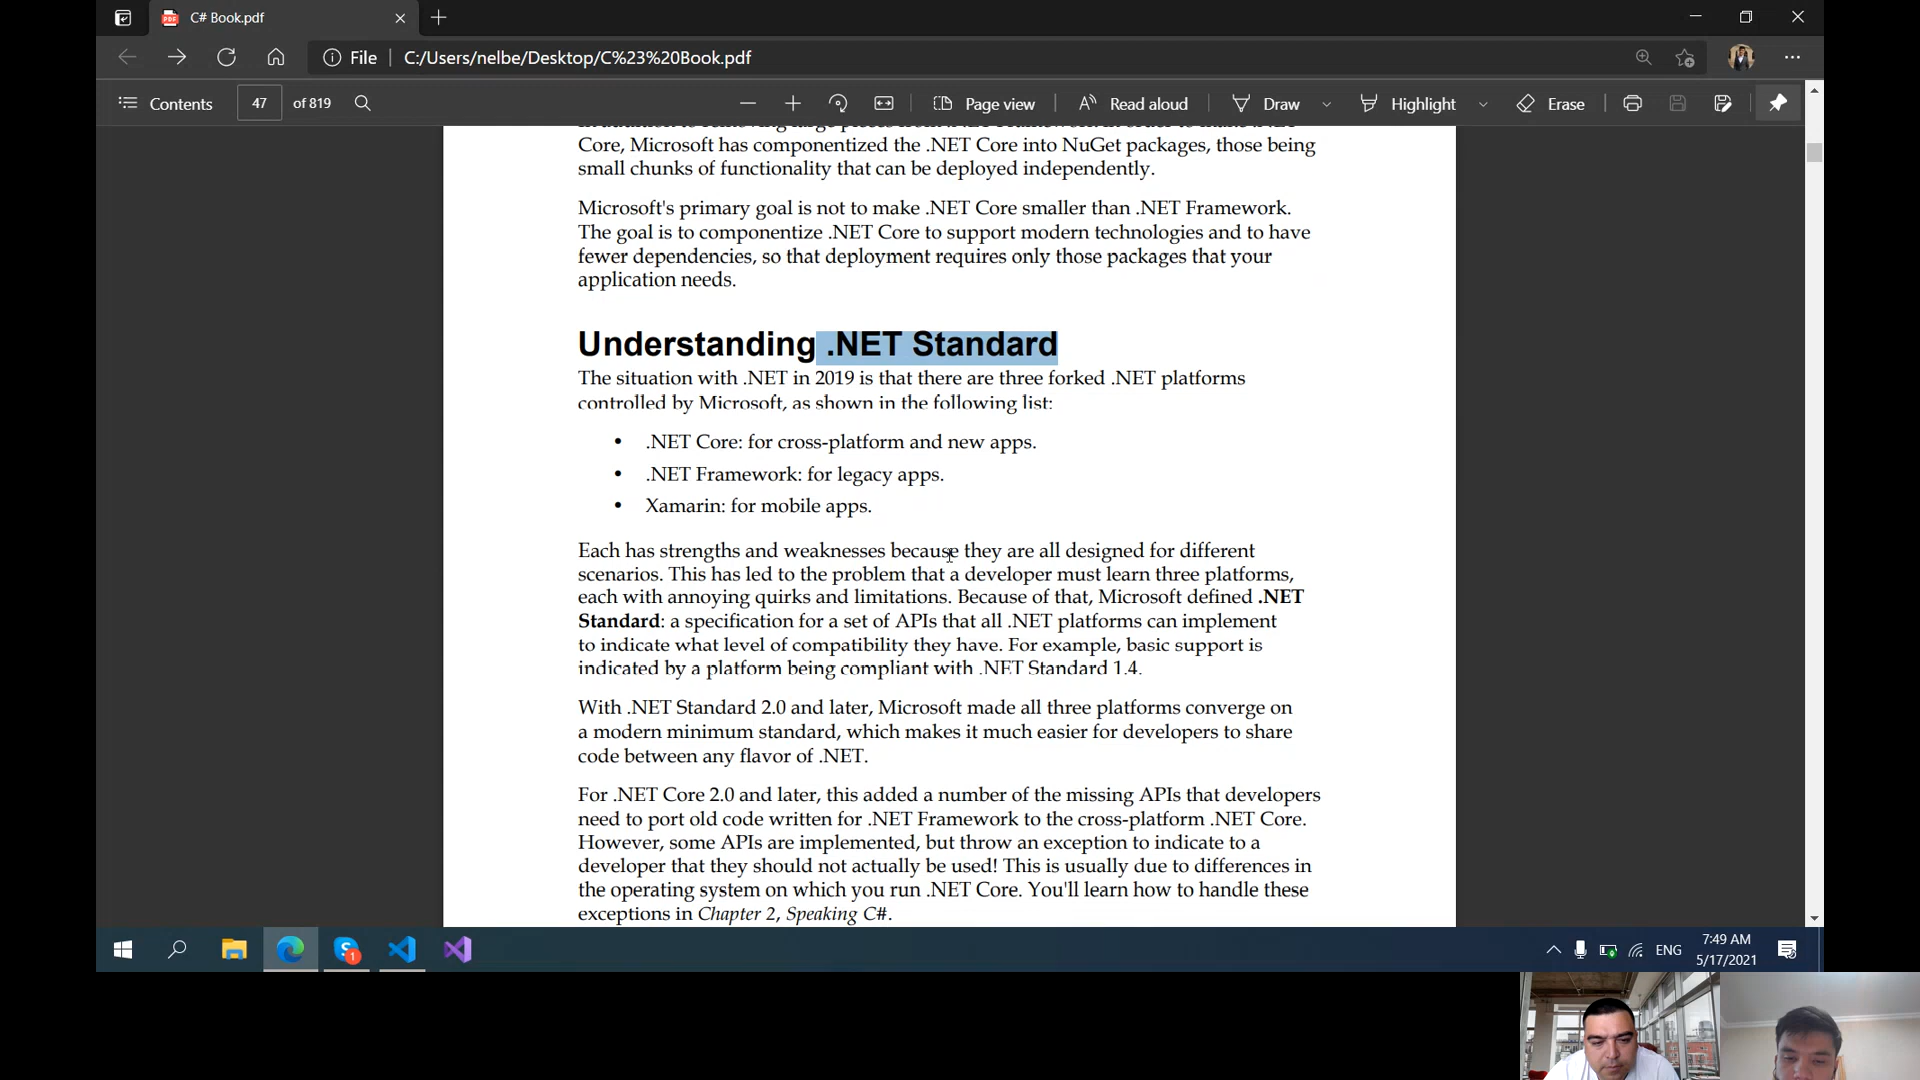 C# Book.pdf
File C:/Users/nelbe/Desktop/C%23%20Book.pdf
Contents 47 of 819 Page view Read aloud Draw Highlight Erase
In addition to removing large pieces from .NET Framework in order to make .NET
Core, Microsoft has componentized the .NET Core into NuGet packages, those being
small chunks of functionality that can be deployed independently.
Microsoft's primary goal is not to make .NET Core smaller than .NET Framework.
The goal is to componentize .NET Core to support modern technologies and to have
fewer dependencies, so that deployment requires only those packages that your
application needs.
Understanding .NET Standard
The situation with .NET in 2019 is that there are three forked .NET platforms
controlled by Microsoft, as shown in the following list:
• .NET Core: for cross-platform and new apps.
• .NET Framework: for legacy apps.
• Xamarin: for mobile apps.
Each has strengths and weaknesses because they are all designed for different
scenarios. This has led to the problem that a developer must learn three platforms,
each with annoying quirks and limitations. Because of that, Microsoft defined .NET
Standard: a specification for a set of APIs that all .NET platforms can implement
to indicate what level of compatibility they have. For example, basic support is
indicated by a platform being compliant with .NET Standard 1.4.
With .NET Standard 2.0 and later, Microsoft made all three platforms converge on
a modern minimum standard, which makes it much easier for developers to share
code between any flavor of .NET.
For .NET Core 2.0 and later, this added a number of the missing APIs that developers
need to port old code written for .NET Framework to the cross-platform .NET Core.
However, some APIs are implemented, but throw an exception to indicate to a
developer that they should not actually be used! This is usually due to differences in
the operating system on which you run .NET Core. You'll learn how to handle these
exceptions in Chapter 2, Speaking C#.
1
ENG
7:49 AM
5/17/2021